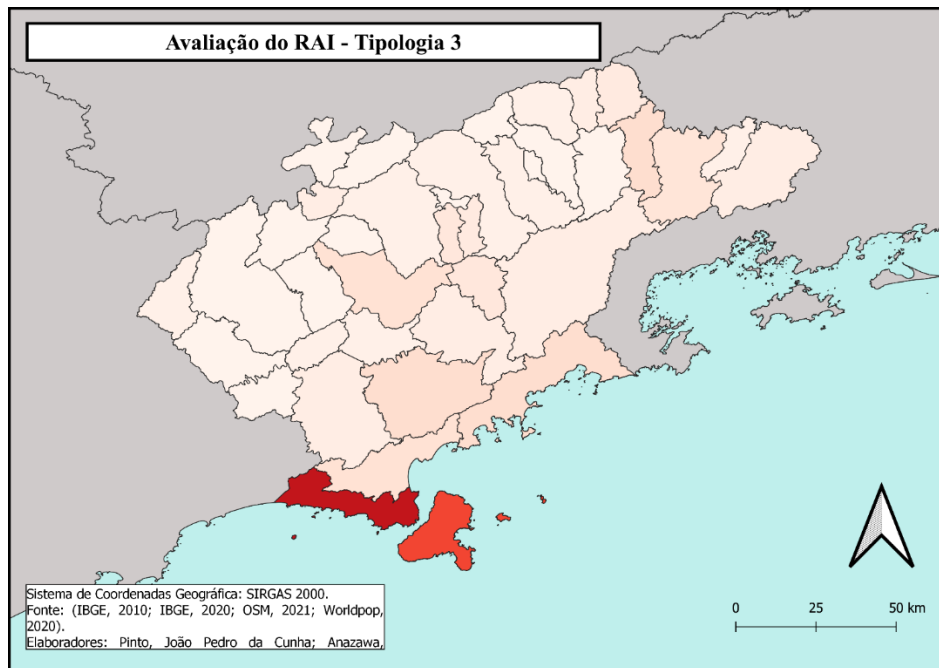 Avaliação do RAI - Tipologia 3
Sistema de Coordenadas Geográfica: SIRGAS 2000.
Fonte: (IBGE, 2010; IBGE, 2020; OSM, 2021; Worldpop,
2020).
Elaboradores: Pinto, João Pedro da Cunha; Anazawa,
0 25 50 km